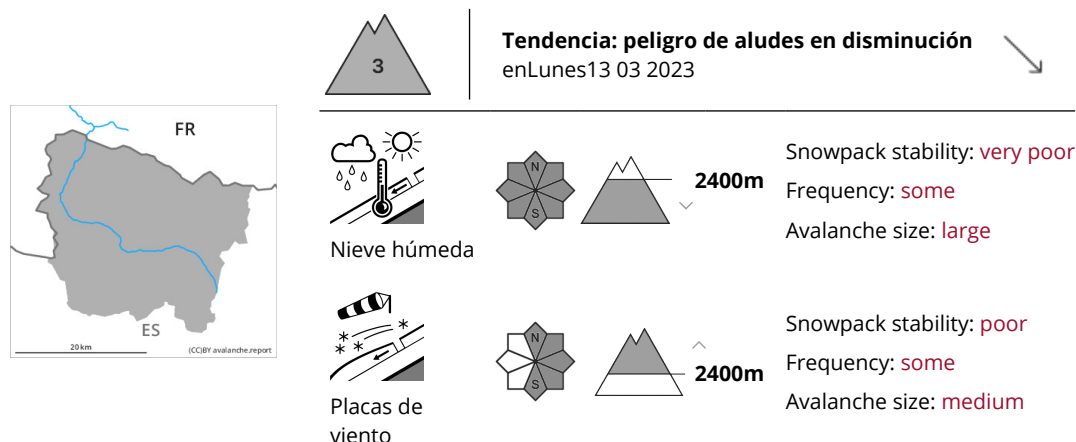 3
Tendencia: peligro de aludes en disminución
enLunes13 03 2023
FR
ES
20 km
(CC)BY avalanche.report
N
S
2400m
Snowpack stability: very poor
Frequency: some
Avalanche size: large
Nieve húmeda
N
S
2400m
Snowpack stability: poor
Frequency: some
Avalanche size: medium
Placas de
viento